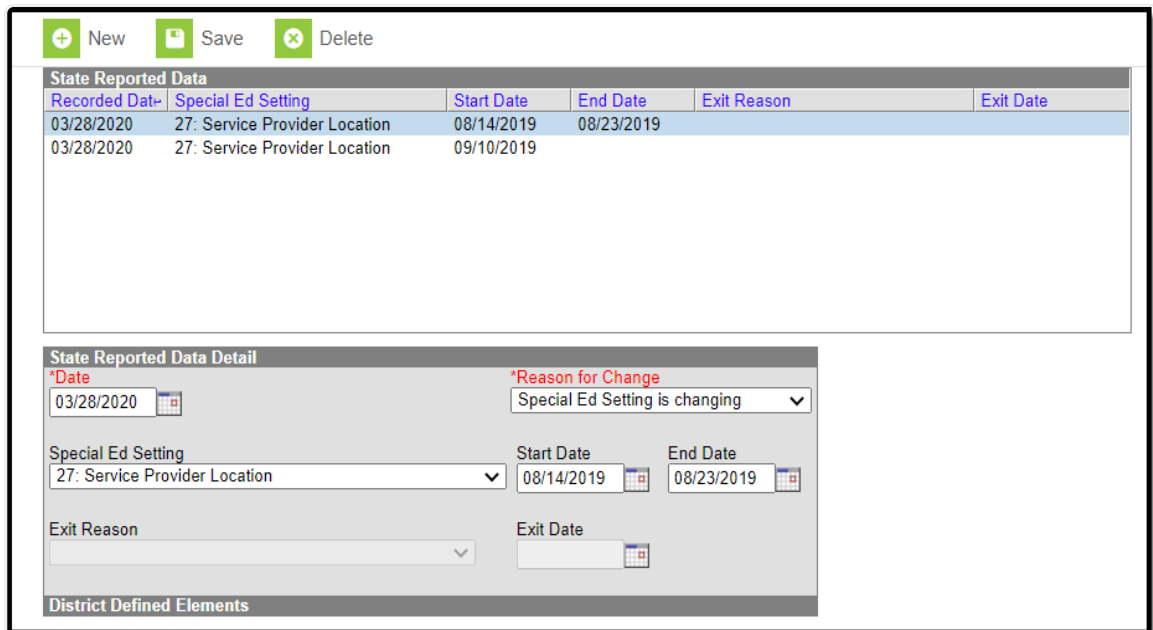 New Save Delete
State Reported Data
Recorded Date Special Ed Setting Start Date End Date Exit Reason Exit Date
03/28/2020 27: Service Provider Location 08/14/2019 08/23/2019
03/28/2020 27: Service Provider Location 09/10/2019
State Reported Data Detail
*Date *Reason for Change
03/28/2020 Special Ed Setting is changing
Special Ed Setting Start Date End Date
27: Service Provider Location 08/14/2019 08/23/2019
Exit Reason Exit Date
District Defined Elements